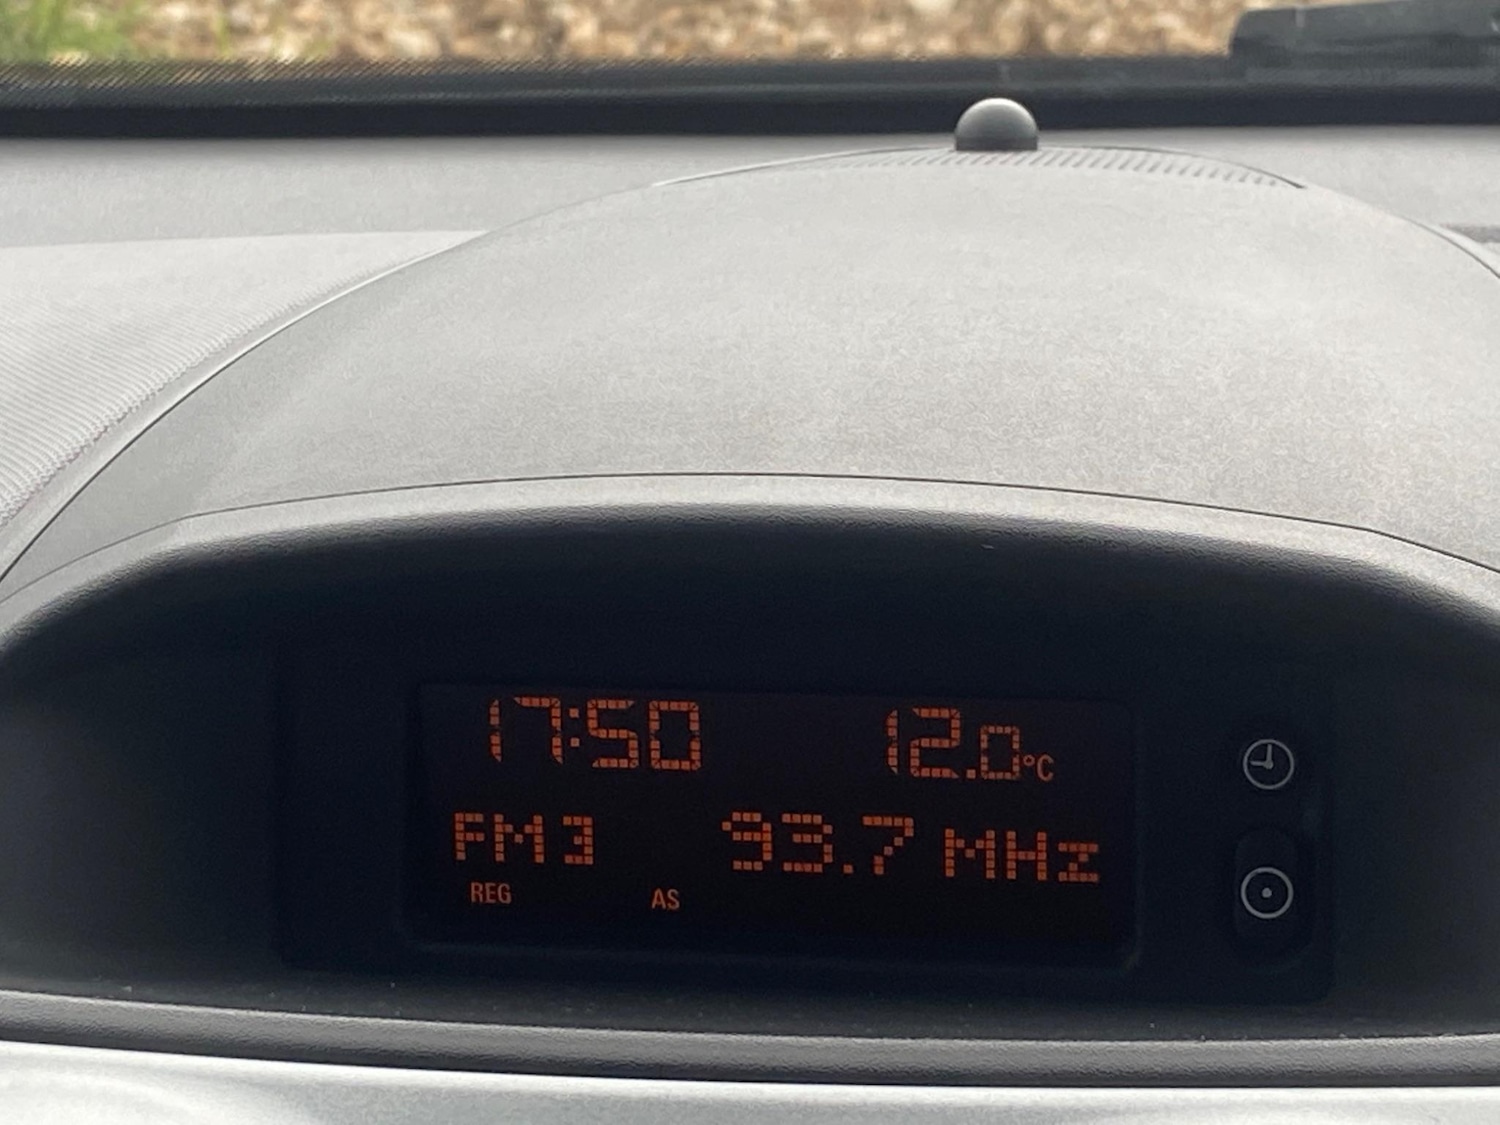 17:50 12.0°C
FM3 93.7 MHz
REG AS